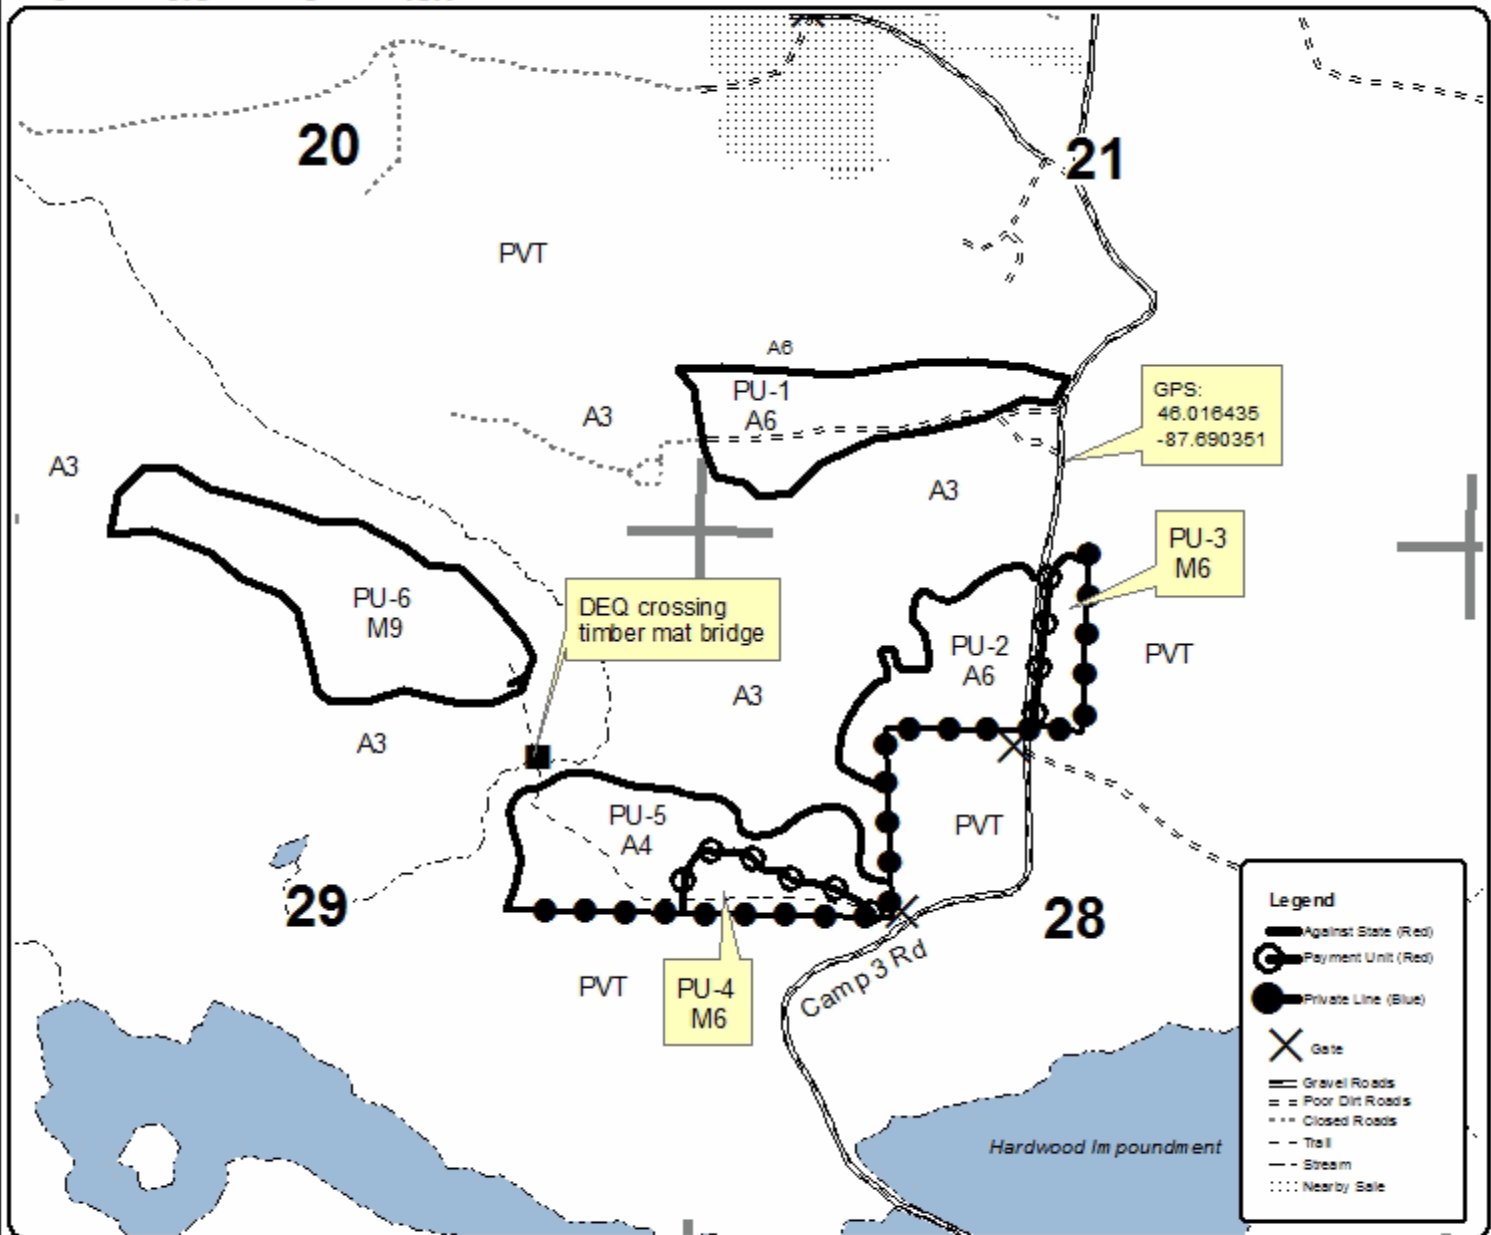 20
21
PVT
A6
PU-1
A6
GPS:
46.016435
-87.690351
A3
A3
A3
PU-3
M6
PU-6
M9
DEQ crossing
timber mat bridge
PU-2
A6
PVT
A3
A3
PU-5
A4
PVT
29
28
Camp 3 Rd
PVT
PU-4
M6
Hardwood Impoundment
Legend
Against State (Red)
Payment Unit (Red)
Private Line (Blue)
Gate
Gravel Roads
Poor Dirt Roads
Closed Roads
Trail
Stream
Nearby Sale